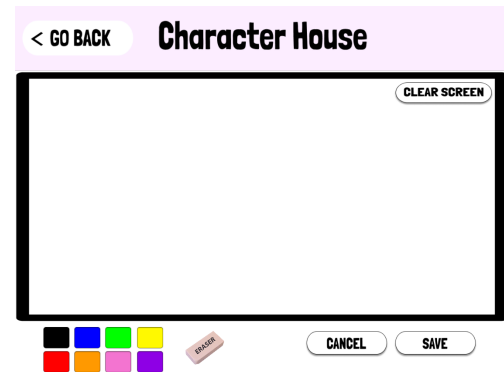 < GO BACK
Character House
CLEAR SCREEN
ERASER
CANCEL
SAVE